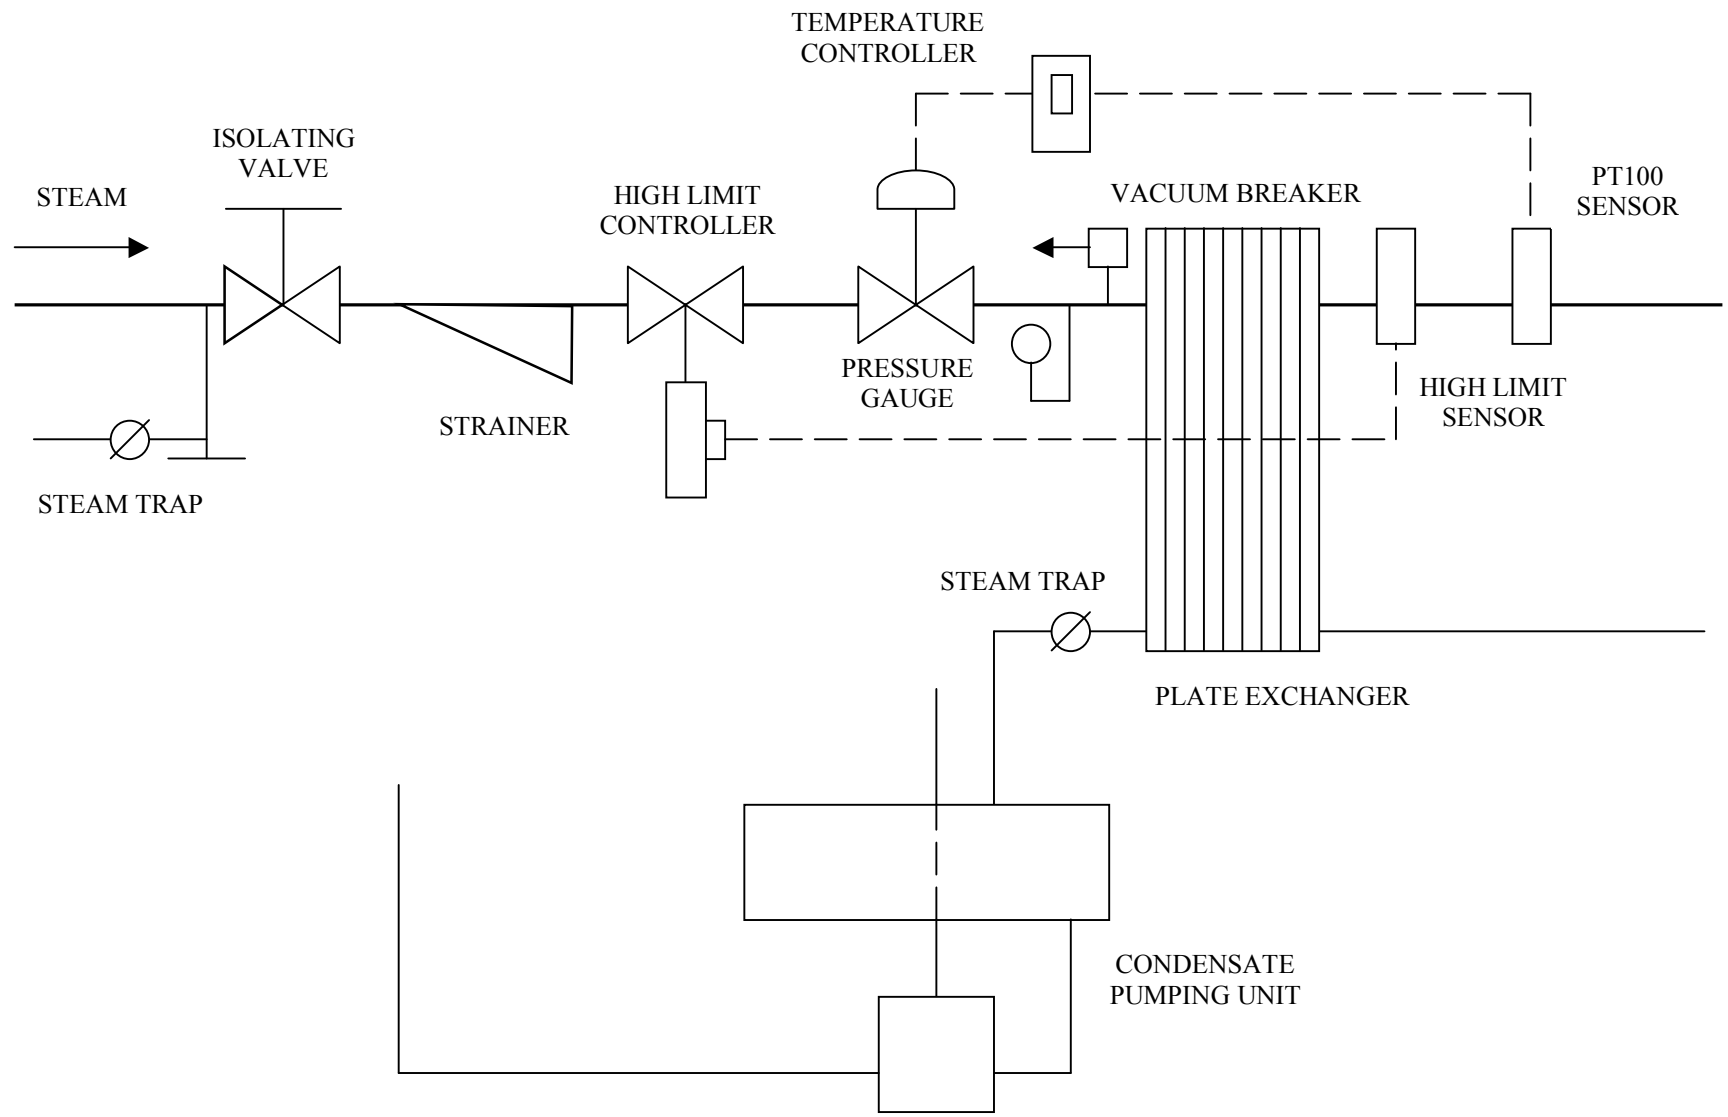 TEMPERATURE
CONTROLLER
ISOLATING
VALVE
STEAM
HIGH LIMIT
CONTROLLER
VACUUM BREAKER
PT100
SENSOR
PRESSURE
GAUGE
HIGH LIMIT
SENSOR
STRAINER
STEAM TRAP
STEAM TRAP
PLATE EXCHANGER
CONDENSATE
PUMPING UNIT